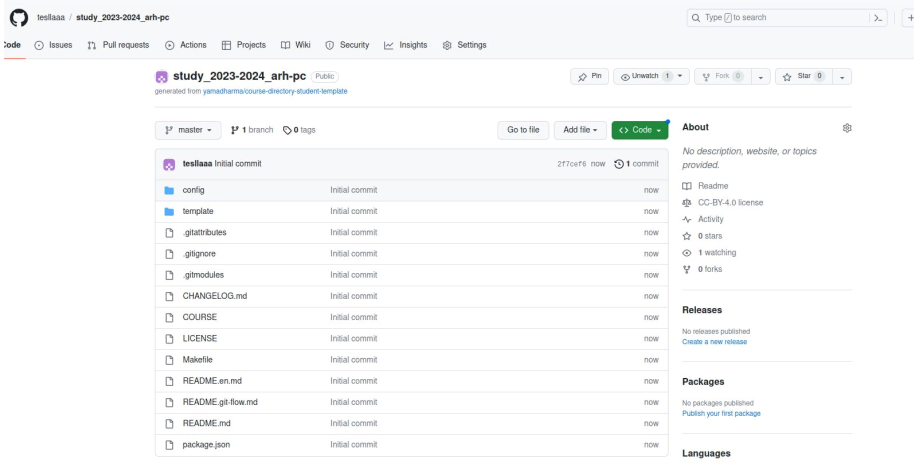 tesllaaa / study_2023-2024_arh-pc
Type / to search
Code Issues Pull requests Actions Projects Wiki Security Insights Settings
study_2023-2024_arh-pc Public
Pin Unwatch 1 Fork 0 Star 0
generated from yamadharma/course-directory-student-template
master 1 branch 0 tags
Go to file Add file <> Code
tesllaaa Initial commit 2f7cef6 now 1 commit
config Initial commit now
template Initial commit now
.gitattributes Initial commit now
.gitignore Initial commit now
.gitmodules Initial commit now
CHANGELOG.md Initial commit now
COURSE Initial commit now
LICENSE Initial commit now
Makefile Initial commit now
README.en.md Initial commit now
README.git-flow.md Initial commit now
README.md Initial commit now
package.json Initial commit now
About
No description, website, or topics
provided.
Readme
CC-BY-4.0 license
Activity
0 stars
1 watching
0 forks
Releases
No releases published
Create a new release
Packages
No packages published
Publish your first package
Languages